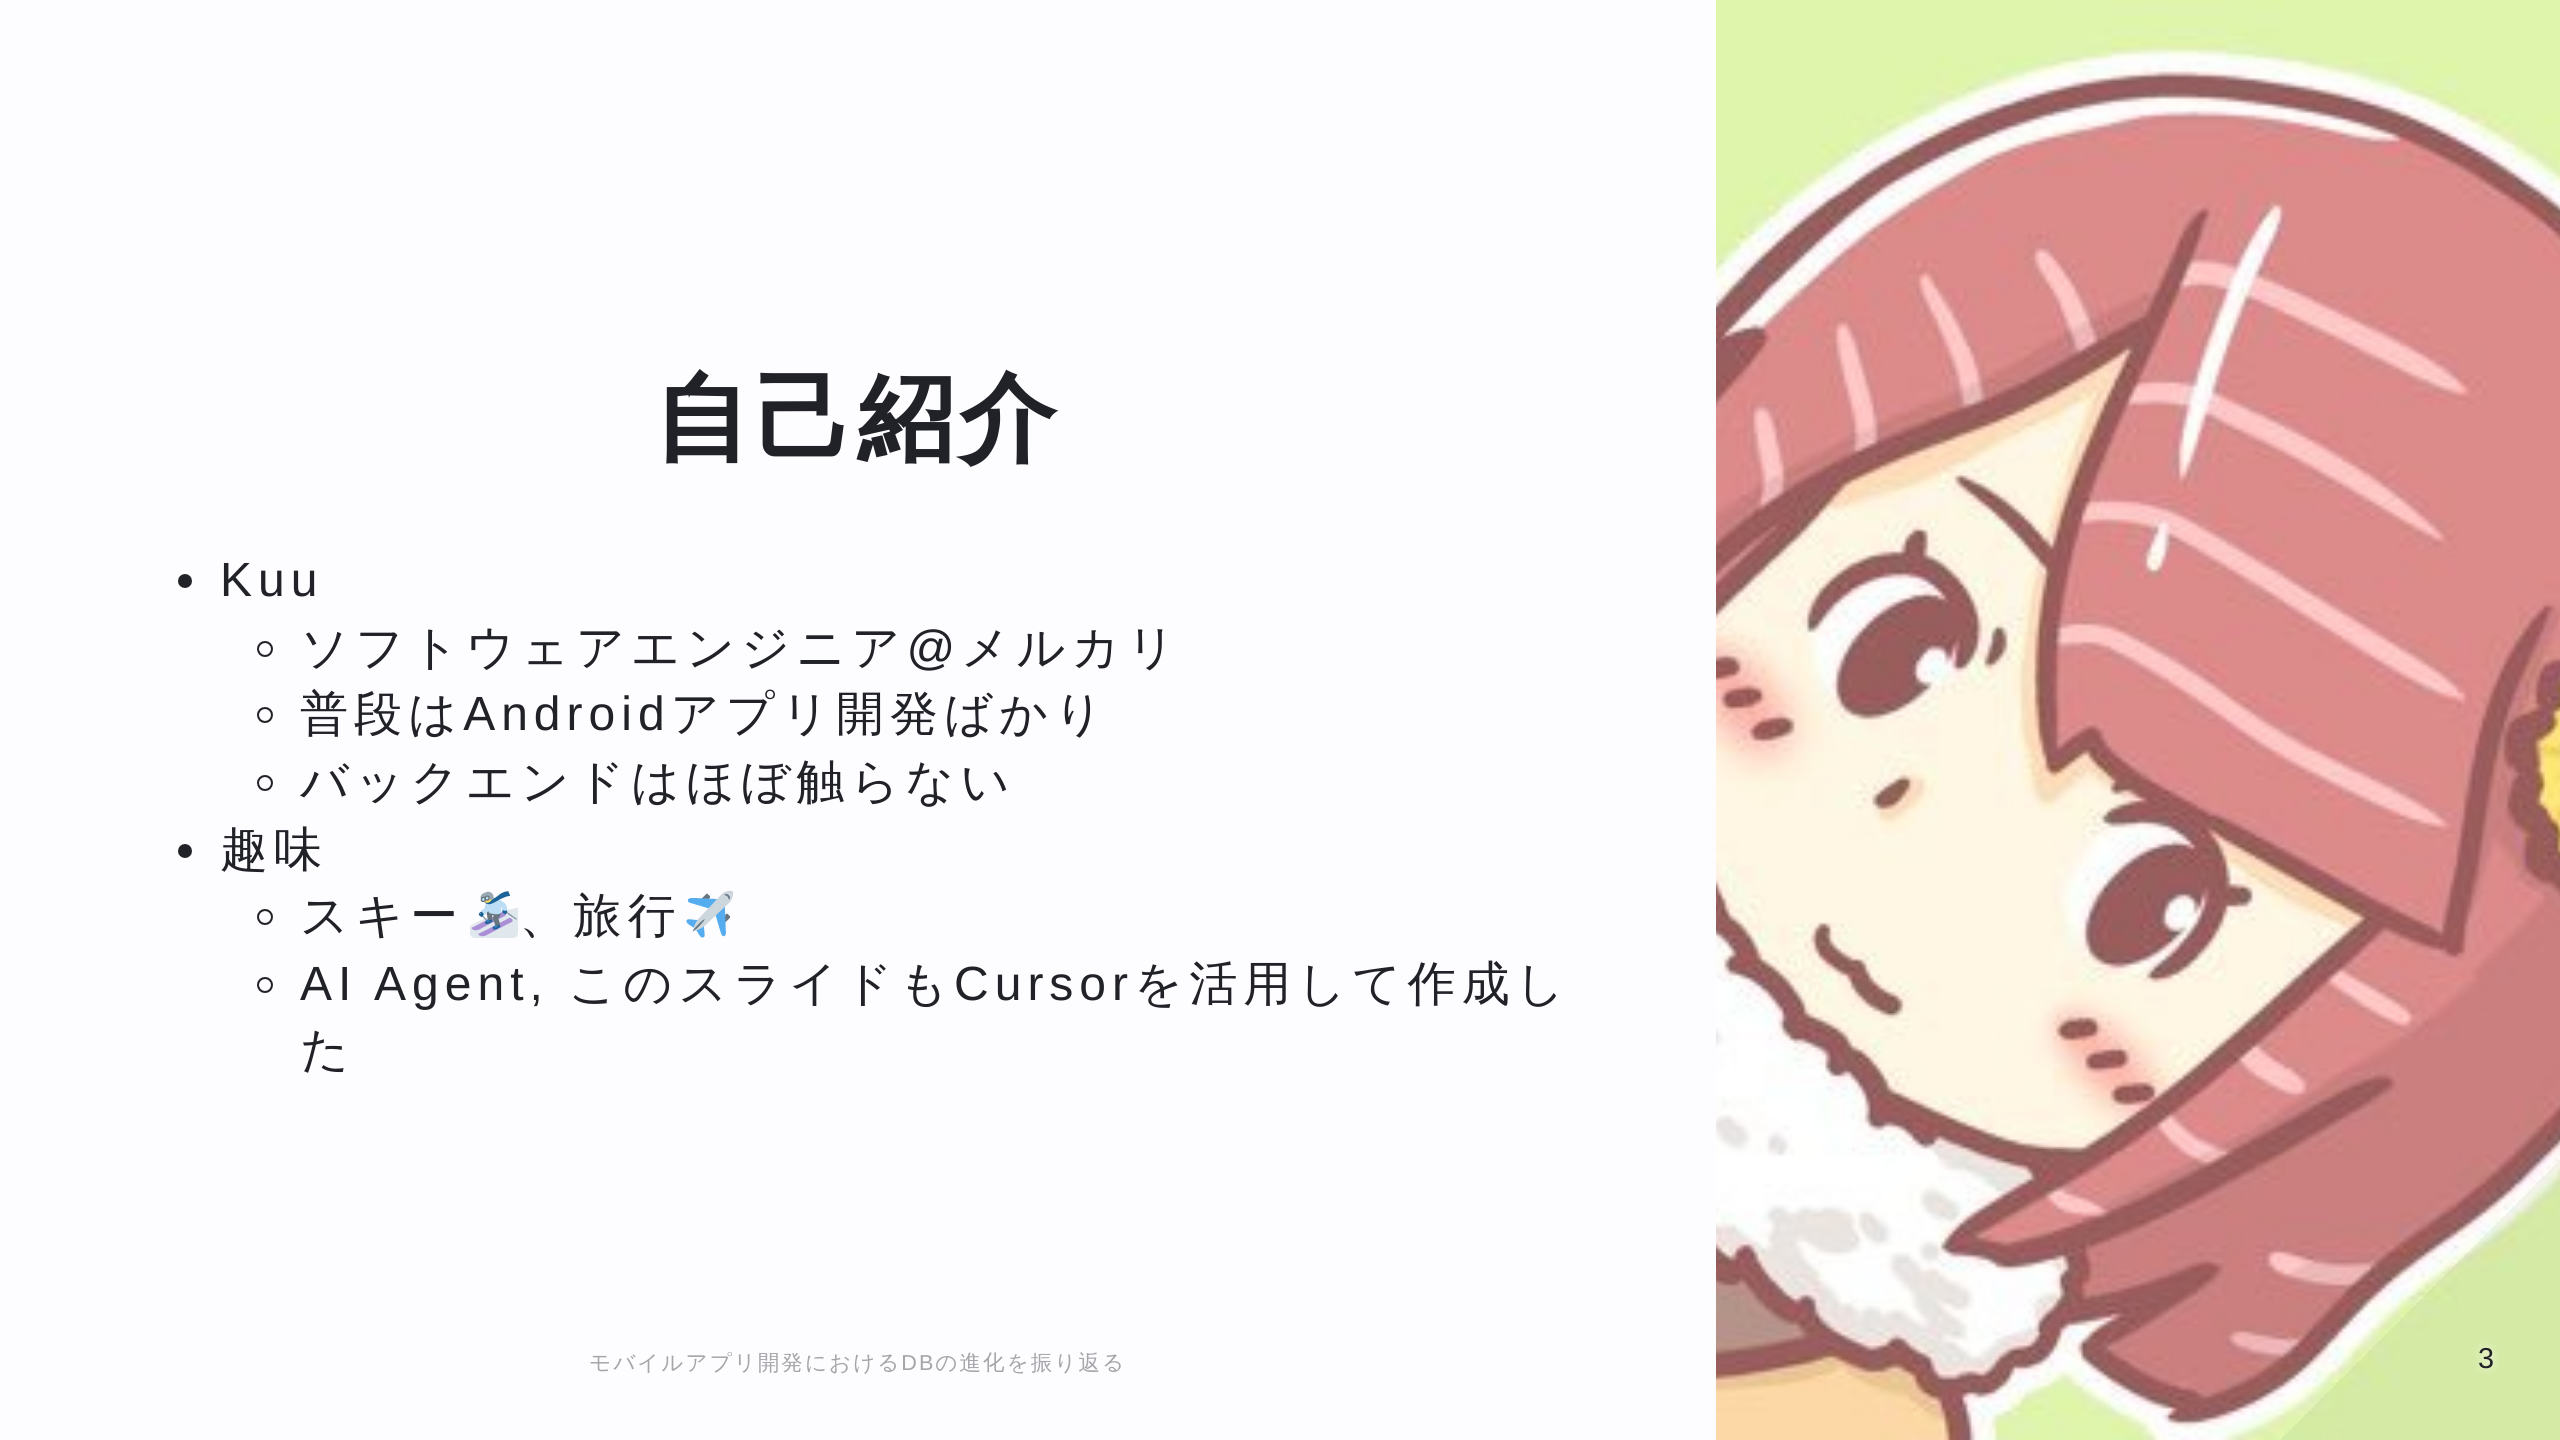 自己紹介
• Kuu
◦ ソフトウェアエンジニア@メルカリ
◦ 普段はAndroidアプリ開発ばかり
◦ バックエンドはほぼ触らない
• 趣味
◦ スキー🏂、旅行✈️
◦ AI Agent, このスライドもCursorを活用して作成し
た
モバイルアプリ開発におけるDBの進化を振り返る
3